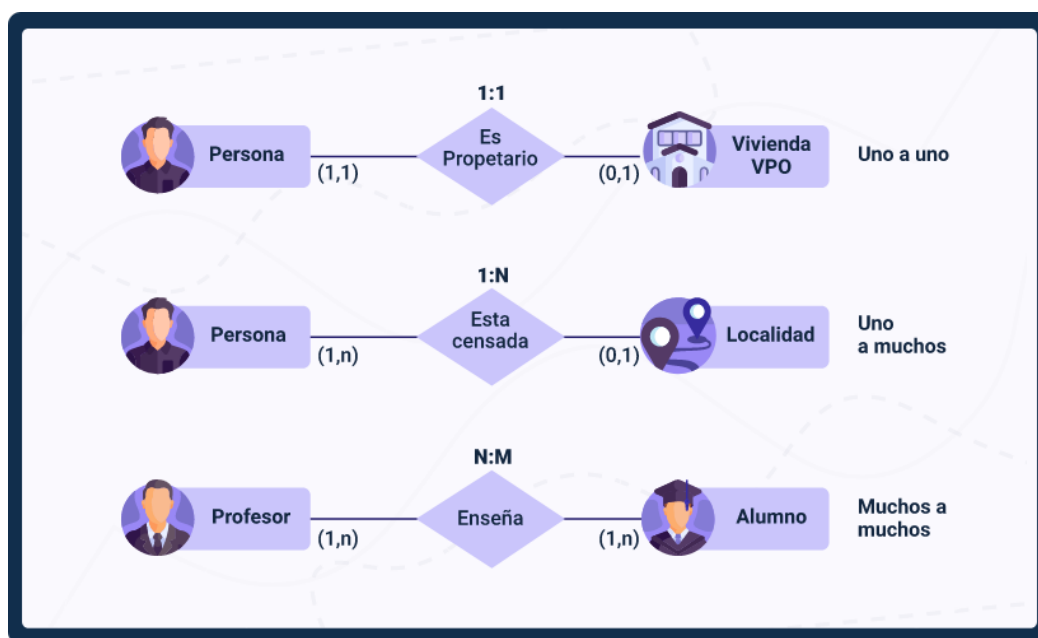 1:1
Persona
(1,1)
Es
Propetario
(0,1)
Vivienda
VPO
Uno a uno
1:N
Persona
(1,n)
Esta
censada
(0,1)
Localidad
Uno
a muchos
N:M
Profesor
(1,n)
Enseña
(1,n)
Alumno
Muchos a
muchos